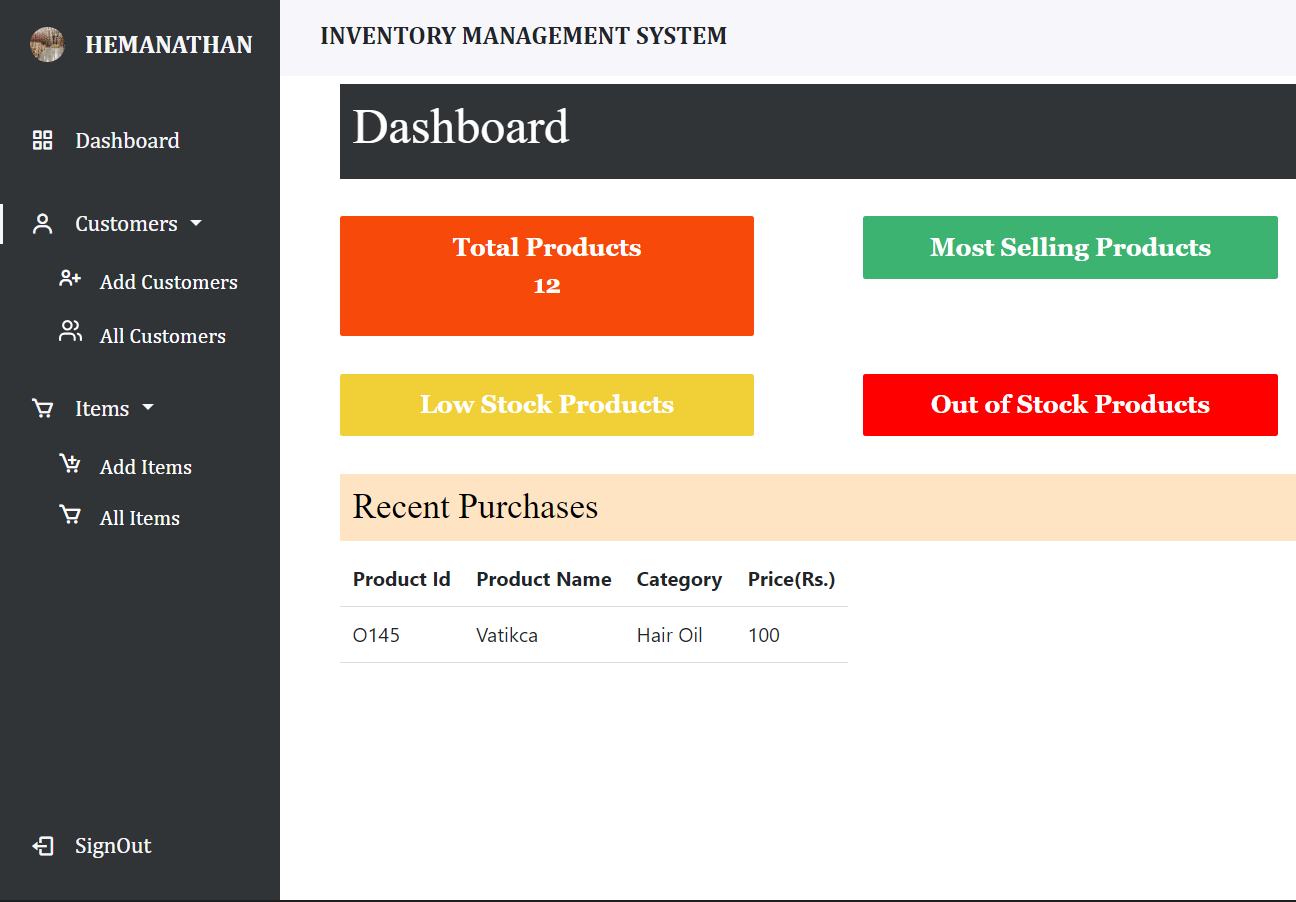 HEMANATHAN
Dashboard
Customers
Add Customers
All Customers
Items
Add Items
All Items
SignOut
INVENTORY MANAGEMENT SYSTEM
Dashboard
Total Products
12
Most Selling Products
Low Stock Products
Out of Stock Products
Recent Purchases
Product Id Product Name Category Price(Rs.)
O145 Vatikca Hair Oil 100